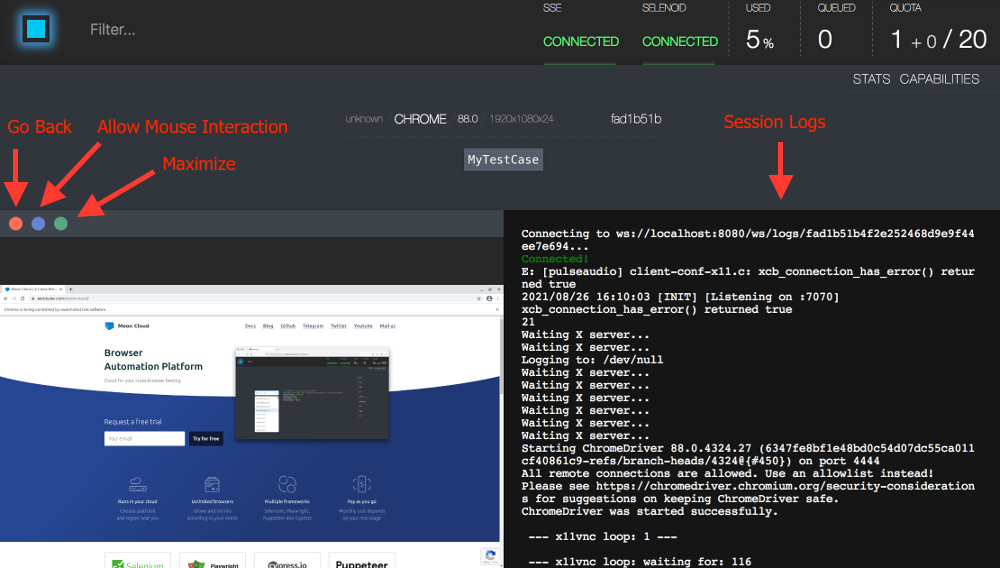 Filter...
SSE
SELENOID
USED
QUEUED
QUOTA
CONNECTED
CONNECTED
5 %
0
1 + 0 / 20
STATS CAPABILITIES
Go Back
Allow Mouse Interaction
Maximize
Session Logs
unknown / CHROME / 88.0 / 1920x1080x24
fad1b51b
MyTestCase
Chrome is being controlled by automated test software.
Moon Cloud
Docs
Blog
Github
Telegram
Twitter
Youtube
Mail us
Browser
Automation Platform
Cloud for your cross-browser testing
Request a free trial
Your email
Try for free
Runs in your cloud
Choose platform
and region near you
Unlimited browsers
Grows and shrinks
according to your needs
Multiple frameworks
Selenium, Playwright,
Puppeteer and Cypress
Pay as you go
Monthly cost depends
on your real usage
Selenium
Playwright
cypress.io
Puppeteer
Connecting to ws://localhost:8080/ws/logs/fad1b51b4f2e252468d9e9f44
ee7e694...
Connected!
E: [pulseaudio] client-conf-x11.c: xcb_connection_has_error() retur
ned true
2021/08/26 16:10:03 [INIT] [Listening on :7070]
xcb_connection_has_error() returned true
21
Waiting X server...
Waiting X server...
Logging to: /dev/null
Waiting X server...
Waiting X server...
Waiting X server...
Waiting X server...
Waiting X server...
Waiting X server...
Starting ChromeDriver 88.0.4324.27 (6347fe8bf1e48bd0c54d07dc55ca011
cf40861c9-refs/branch-heads/4324@{#450}) on port 4444
All remote connections are allowed. Use an allowlist instead!
Please see https://chromedriver.chromium.org/security-consideration
s for suggestions on keeping ChromeDriver safe.
ChromeDriver was started successfully.
--- x11vnc loop: 1 ---
--- x11vnc loop: waiting for: 116